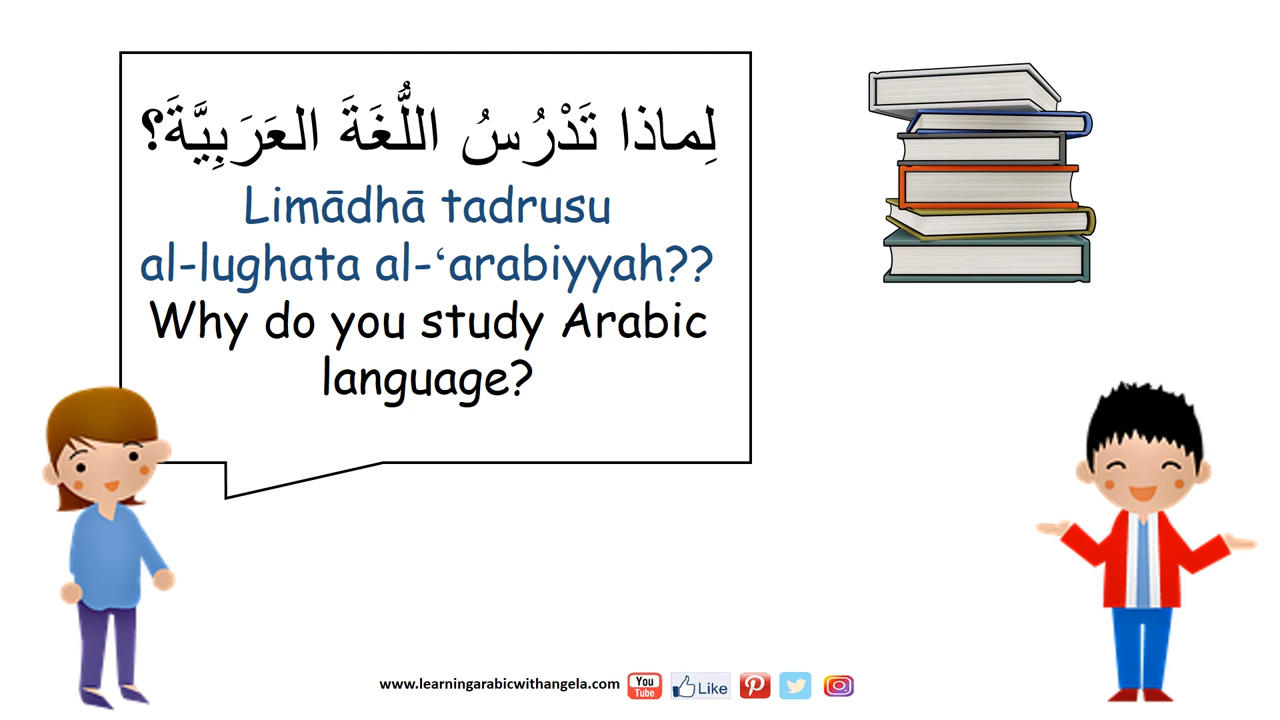 لِماذا تَدْرُسُ اللُّغَةَ العَرَبِيَّةَ؟
Limādhā tadrusu
al-lughata al-‘arabiyyah??
Why do you study Arabic
language?
www.learningarabicwithangela.com You Tube Like